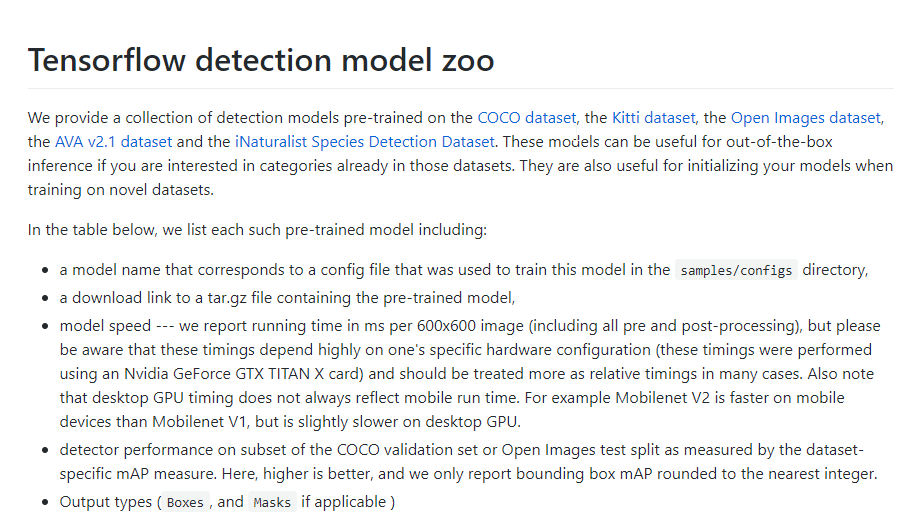 Tensorflow detection model zoo
We provide a collection of detection models pre-trained on the COCO dataset, the Kitti dataset, the Open Images dataset,
the AVA v2.1 dataset and the iNaturalist Species Detection Dataset. These models can be useful for out-of-the-box
inference if you are interested in categories already in those datasets. They are also useful for initializing your models when
training on novel datasets.
In the table below, we list each such pre-trained model including:
• a model name that corresponds to a config file that was used to train this model in the samples/configs directory,
• a download link to a tar.gz file containing the pre-trained model,
• model speed --- we report running time in ms per 600x600 image (including all pre and post-processing), but please
be aware that these timings depend highly on one's specific hardware configuration (these timings were performed
using an Nvidia GeForce GTX TITAN X card) and should be treated more as relative timings in many cases. Also note
that desktop GPU timing does not always reflect mobile run time. For example Mobilenet V2 is faster on mobile
devices than Mobilenet V1, but is slightly slower on desktop GPU.
• detector performance on subset of the COCO validation set or Open Images test split as measured by the dataset-
specific mAP measure. Here, higher is better, and we only report bounding box mAP rounded to the nearest integer.
• Output types ( Boxes , and Masks if applicable )